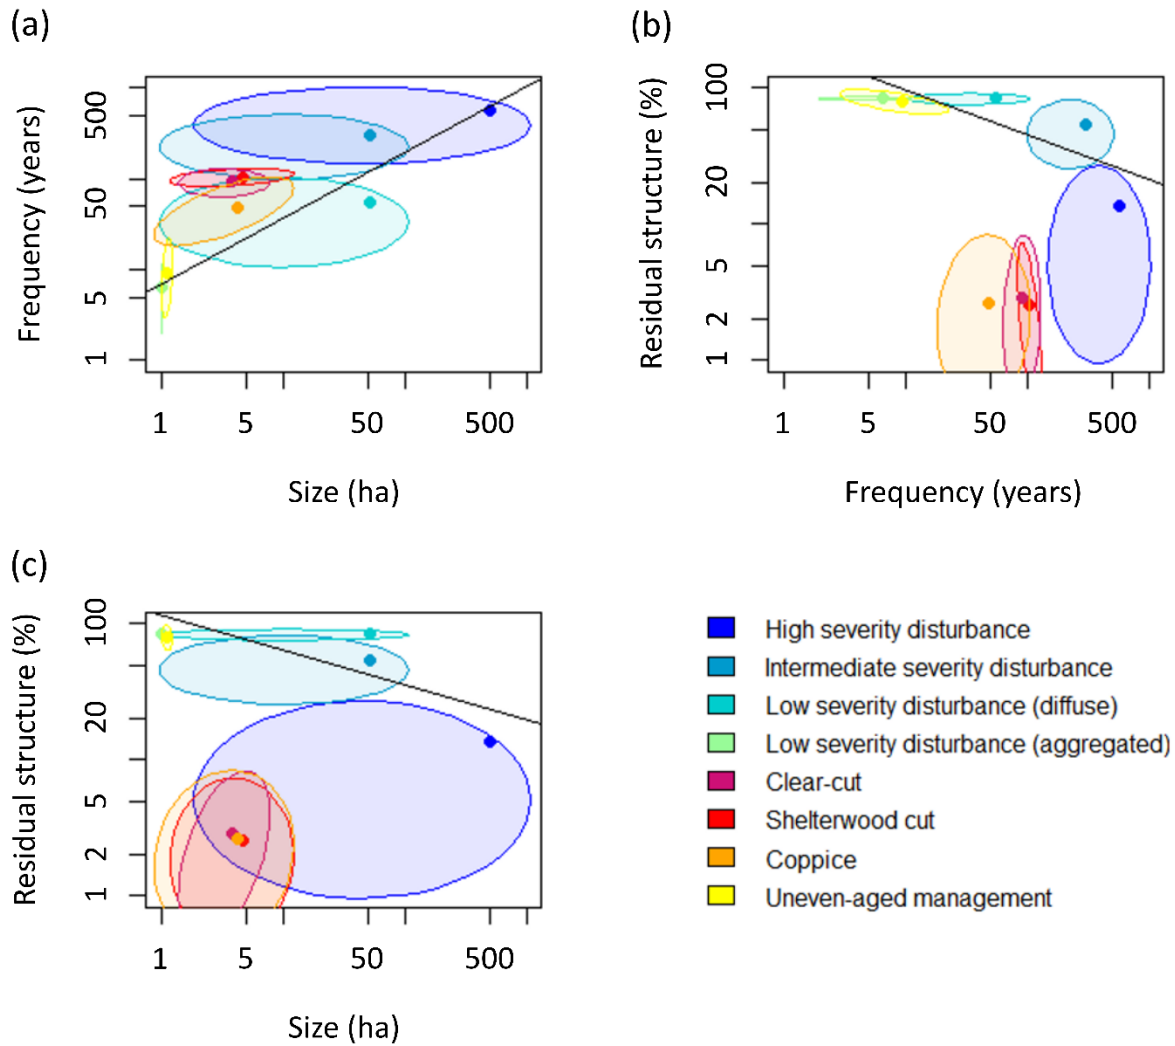 (a)
Frequency (years)
500
50
5
1
1 5 50 500
Size (ha)
(b)
Residual structure (%)
100
20
5
2
1
1 5 50 500
Frequency (years)
(c)
Residual structure (%)
100
20
5
2
1
1 5 50 500
Size (ha)
High severity disturbance
Intermediate severity disturbance
Low severity disturbance (diffuse)
Low severity disturbance (aggregated)
Clear-cut
Shelterwood cut
Coppice
Uneven-aged management